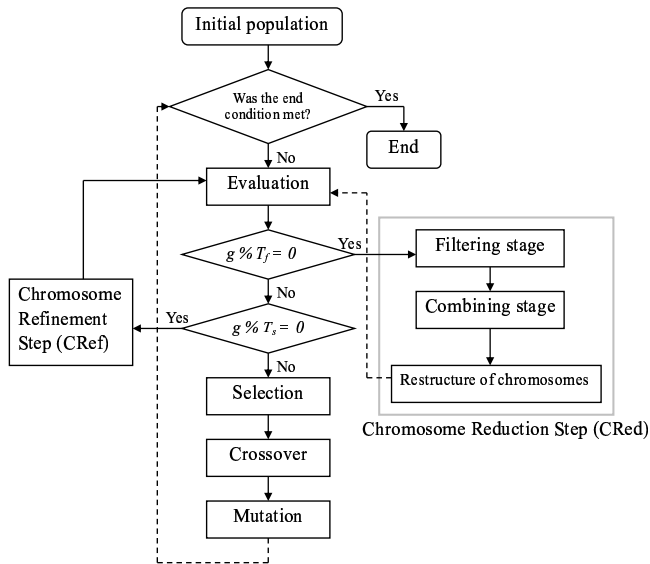 Initial population
Was the end
condition met?
Yes
End
No
Evaluation
g % Tf = 0
Yes
Filtering stage
No
Combining stage
Chromosome
Refinement
Step (CRef)
Yes
g % Ts = 0
No
Restructure of chromosomes
Selection
Chromosome Reduction Step (CRed)
Crossover
Mutation